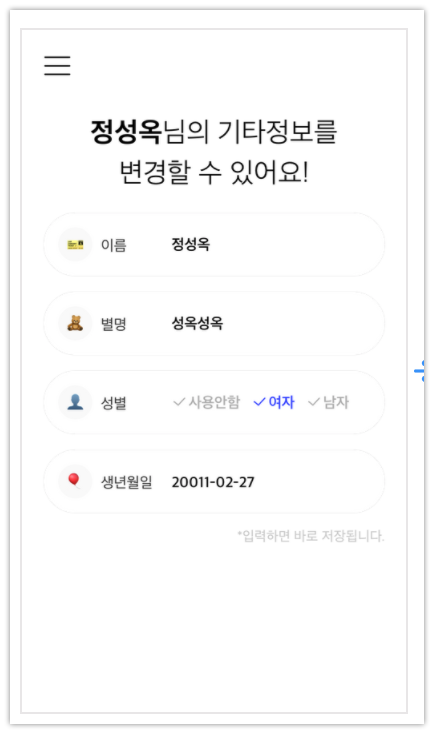 정성옥님의 기타정보를
변경할 수 있어요!
이름 정성옥
별명 성옥성옥
성별 사용안함 여자 남자
생년월일 20011-02-27
*입력하면 바로 저장됩니다.